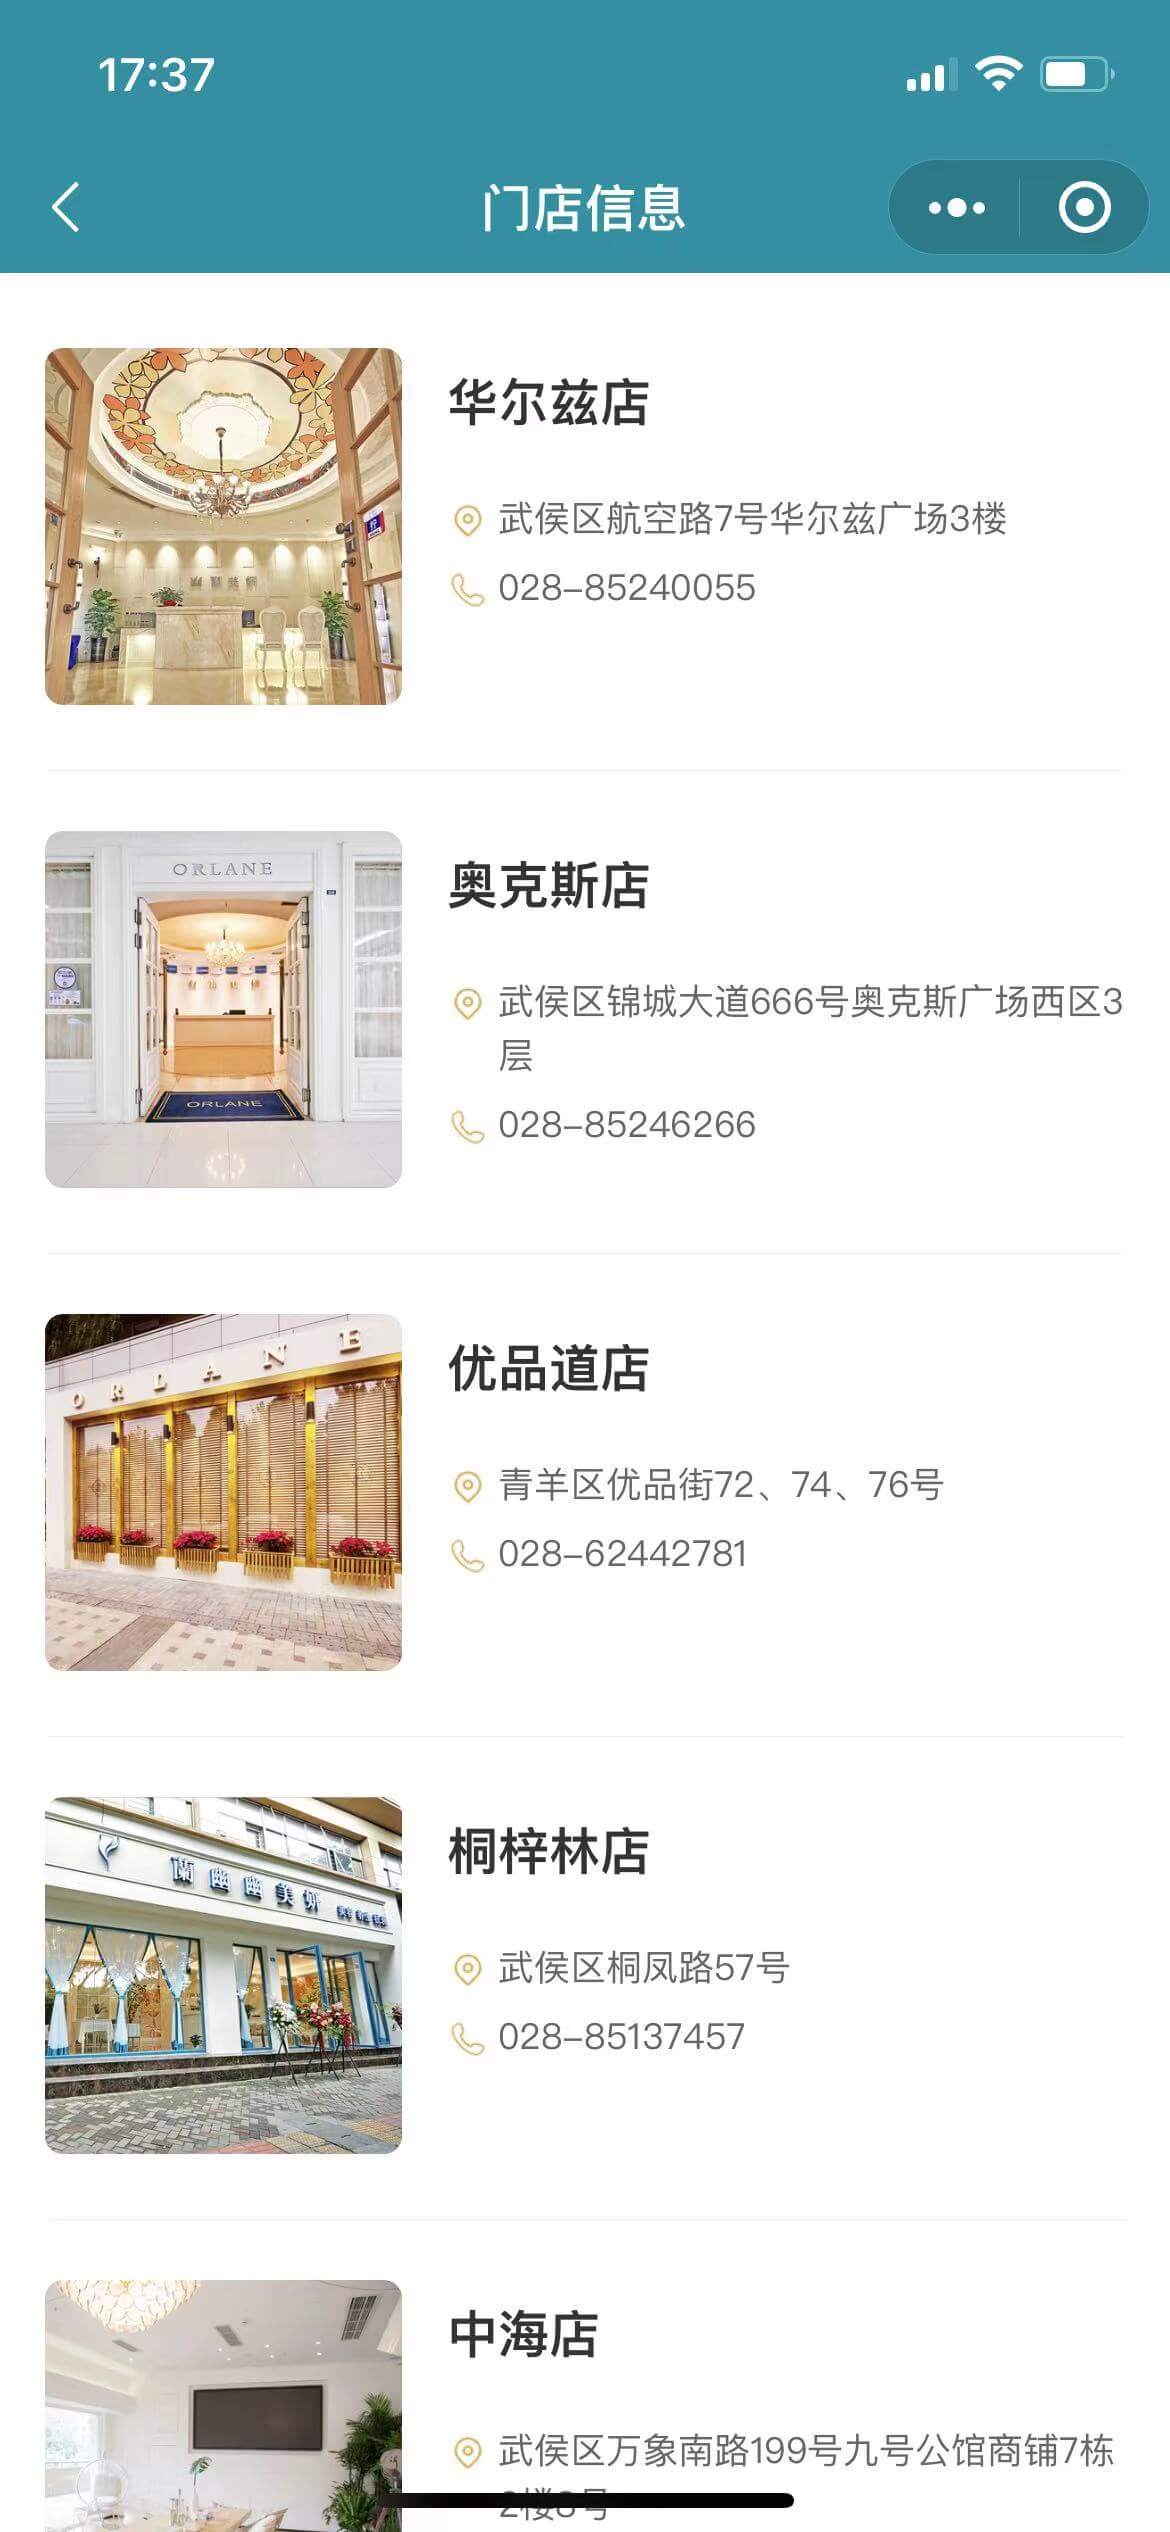 17:37
门店信息
华尔兹店
武侯区航空路7号华尔兹广场3楼
028-85240055
ORLANE
ORLANE
奥克斯店
武侯区锦城大道666号奥克斯广场西区3
层
028-85246266
ORLANE
优品道店
青羊区优品街72、74、76号
028-62442781
蘭幽幽美妍
桐梓林店
武侯区桐凤路57号
028-85137457
中海店
武侯区万象南路199号九号公馆商铺7栋